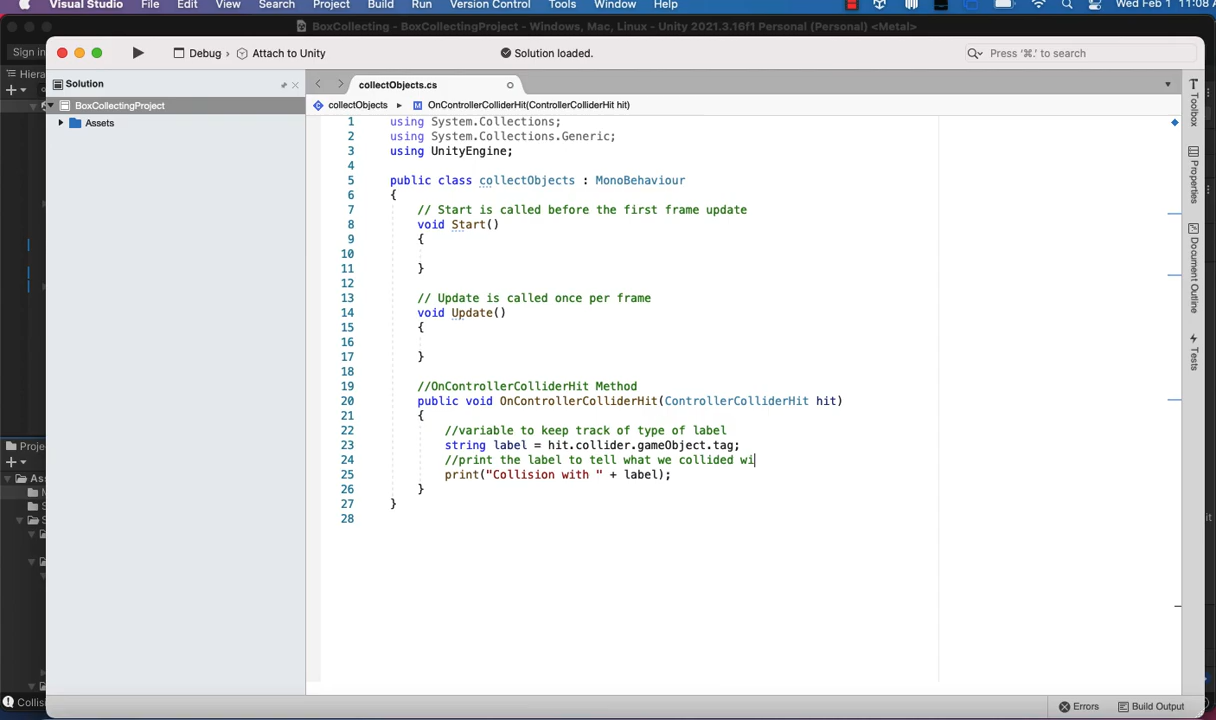 Visual Studio File Edit View Search Project Build Run Version Control Tools Window Help Wed Feb 1 11:08
BoxCollecting - BoxCollectingProject - Windows, Mac, Linux - Unity 2021.3.16f1 Personal (Personal) <Metal>
Sign in
Debug › Attach to Unity
Solution loaded.
Press '⌘.' to search
Hiera
Solution
collectObjects.cs
BoxCollectingProject
collectObjects ▸ OnControllerColliderHit(ControllerColliderHit hit)
Assets
Toolbox
Properties
Document Outline
Tests
1 using System.Collections;
2 using System.Collections.Generic;
3 using UnityEngine;
4
5 public class collectObjects : MonoBehaviour
6 {
7 // Start is called before the first frame update
8 void Start()
9 {
10
11 }
12
13 // Update is called once per frame
14 void Update()
15 {
16
17 }
18
19 //OnControllerColliderHit Method
20 public void OnControllerColliderHit(ControllerColliderHit hit)
21 {
22 //variable to keep track of type of label
23 string label = hit.collider.gameObject.tag;
24 //print the label to tell what we collided wi
25 print("Collision with " + label);
26 }
27 }
28
Proje
Ass
Collisi
Errors
Build Output